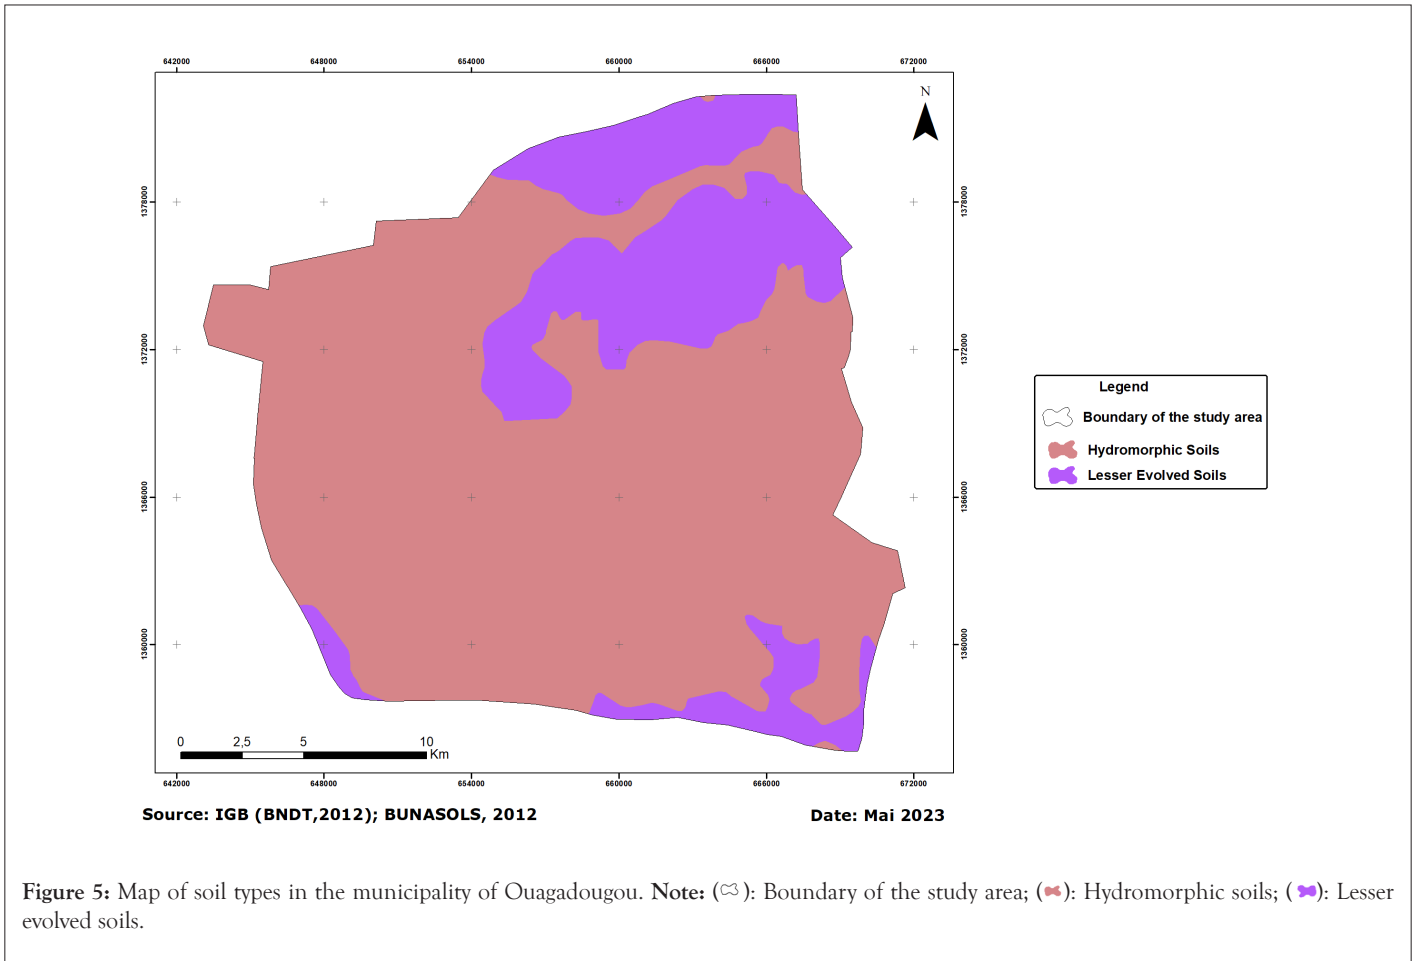 642000 648000 654000 660000 666000 672000
N
1378000 1378000
1372000 1372000
1366000 1366000
1360000 1360000
Legend
Boundary of the study area
Hydromorphic Soils
Lesser Evolved Soils
0 2,5 5 10
Km
642000 648000 654000 660000 666000 672000
Source: IGB (BNDT,2012); BUNASOLS, 2012 Date: Mai 2023
Figure 5: Map of soil types in the municipality of Ouagadougou. Note: ( ): Boundary of the study area; ( ): Hydromorphic soils; ( ): Lesser
evolved soils.